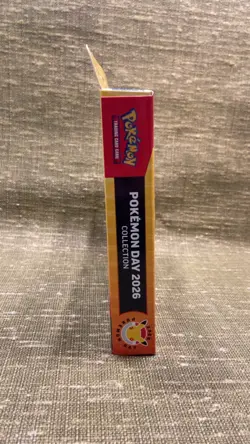 Pokémon
TRADING CARD GAME
POKÉMON DAY 2026
COLLECTION